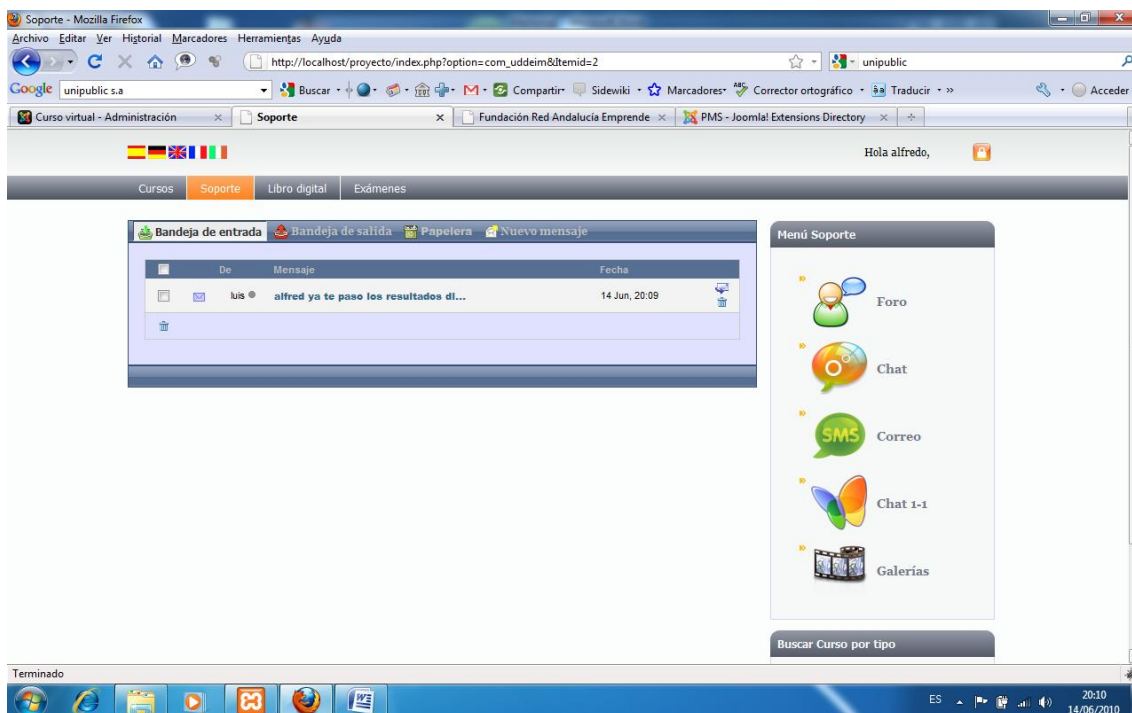 Soporte - Mozilla Firefox
Archivo Editar Ver Historial Marcadores Herramientas Ayuda
http://localhost/proyecto/index.php?option=com_uddeim&Itemid=2 unipublic
Google unipublic s.a Buscar Compartir Sidewiki Marcadores ABC Corrector ortográfico Traducir » Acceder
Curso virtual - Administración Soporte Fundación Red Andalucía Emprende PMS - Joomla! Extensions Directory
Hola alfredo,
Cursos Soporte Libro digital Exámenes
Bandeja de entrada Bandeja de salida Papelera Nuevo mensaje
De Mensaje Fecha
luis alfred ya te paso los resultados dl... 14 Jun, 20:09
Menú Soporte
Foro
Chat
SMS Correo
Chat 1-1
Galerías
Buscar Curso por tipo
Terminado
ES 20:10
14/06/2010